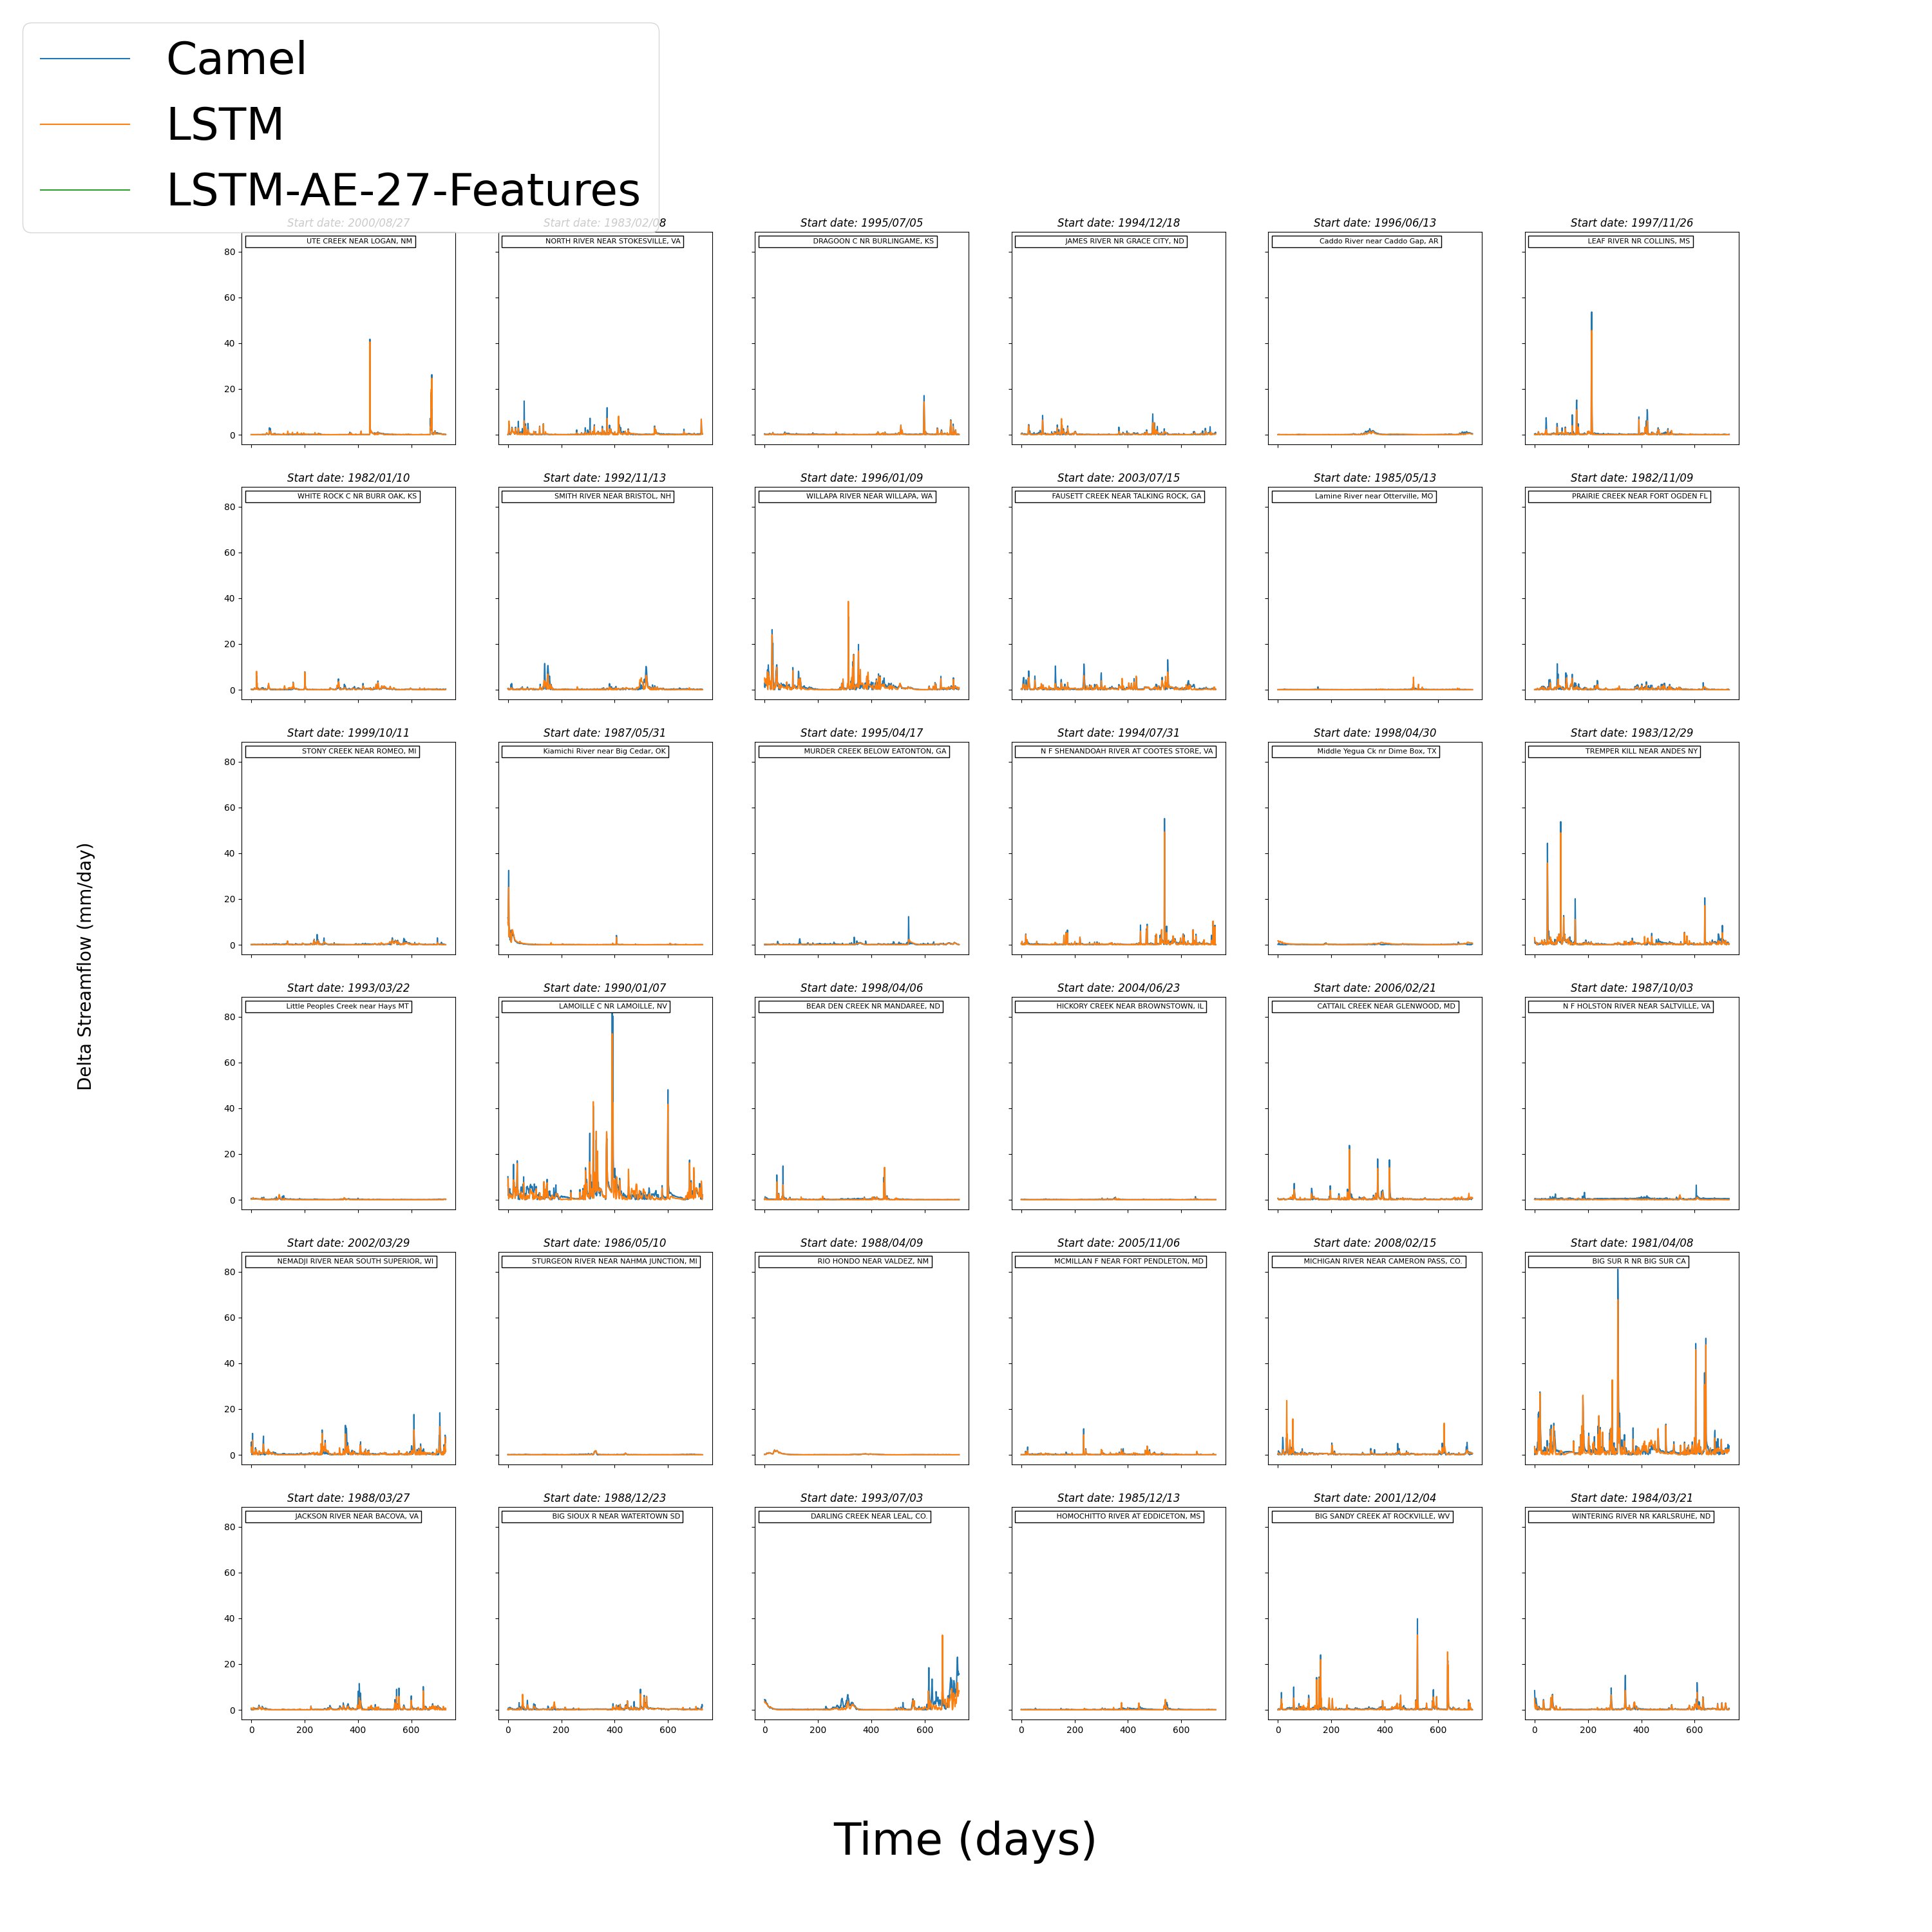 Camel
LSTM
LSTM-AE-27-Features
Start date: 2000/08/27 Start date: 1983/02/08 Start date: 1995/07/05 Start date: 1994/12/18 Start date: 1996/06/13 Start date: 1997/11/26
UTE CREEK NEAR LOGAN, NM NORTH RIVER NEAR STOKESVILLE, VA DRAGOON C NR BURLINGAME, KS JAMES RIVER NR GRACE CITY, ND Caddo River near Caddo Gap, AR LEAF RIVER NR COLLINS, MS
80
60
40
20
0
Start date: 1982/01/10 Start date: 1992/11/13 Start date: 1996/01/09 Start date: 2003/07/15 Start date: 1985/05/13 Start date: 1982/11/09
WHITE ROCK C NR BURR OAK, KS SMITH RIVER NEAR BRISTOL, NH WILLAPA RIVER NEAR WILLAPA, WA FAUSETT CREEK NEAR TALKING ROCK, GA Lamine River near Otterville, MO PRAIRIE CREEK NEAR FORT OGDEN FL
80
60
40
20
0
Start date: 1999/10/11 Start date: 1987/05/31 Start date: 1995/04/17 Start date: 1994/07/31 Start date: 1998/04/30 Start date: 1983/12/29
STONY CREEK NEAR ROMEO, MI Kiamichi River near Big Cedar, OK MURDER CREEK BELOW EATONTON, GA N F SHENANDOAH RIVER AT COOTES STORE, VA Middle Yegua Ck nr Dime Box, TX TREMPER KILL NEAR ANDES NY
80
60
40
20
0
Delta Streamflow (mm/day)
Start date: 1993/03/22 Start date: 1990/01/07 Start date: 1998/04/06 Start date: 2004/06/23 Start date: 2006/02/21 Start date: 1987/10/03
Little Peoples Creek near Hays MT LAMOILLE C NR LAMOILLE, NV BEAR DEN CREEK NR MANDAREE, ND HICKORY CREEK NEAR BROWNSTOWN, IL CATTAIL CREEK NEAR GLENWOOD, MD N F HOLSTON RIVER NEAR SALTVILLE, VA
80
60
40
20
0
Start date: 2002/03/29 Start date: 1986/05/10 Start date: 1988/04/09 Start date: 2005/11/06 Start date: 2008/02/15 Start date: 1981/04/08
NEMADJI RIVER NEAR SOUTH SUPERIOR, WI STURGEON RIVER NEAR NAHMA JUNCTION, MI RIO HONDO NEAR VALDEZ, NM MCMILLAN F NEAR FORT PENDLETON, MD MICHIGAN RIVER NEAR CAMERON PASS, CO. BIG SUR R NR BIG SUR CA
80
60
40
20
0
Start date: 1988/03/27 Start date: 1988/12/23 Start date: 1993/07/03 Start date: 1985/12/13 Start date: 2001/12/04 Start date: 1984/03/21
JACKSON RIVER NEAR BACOVA, VA BIG SIOUX R NEAR WATERTOWN SD DARLING CREEK NEAR LEAL, CO. HOMOCHITTO RIVER AT EDDICETON, MS BIG SANDY CREEK AT ROCKVILLE, WV WINTERING RIVER NR KARLSRUHE, ND
80
60
40
20
0
0 200 400 600 0 200 400 600 0 200 400 600 0 200 400 600 0 200 400 600 0 200 400 600
Time (days)